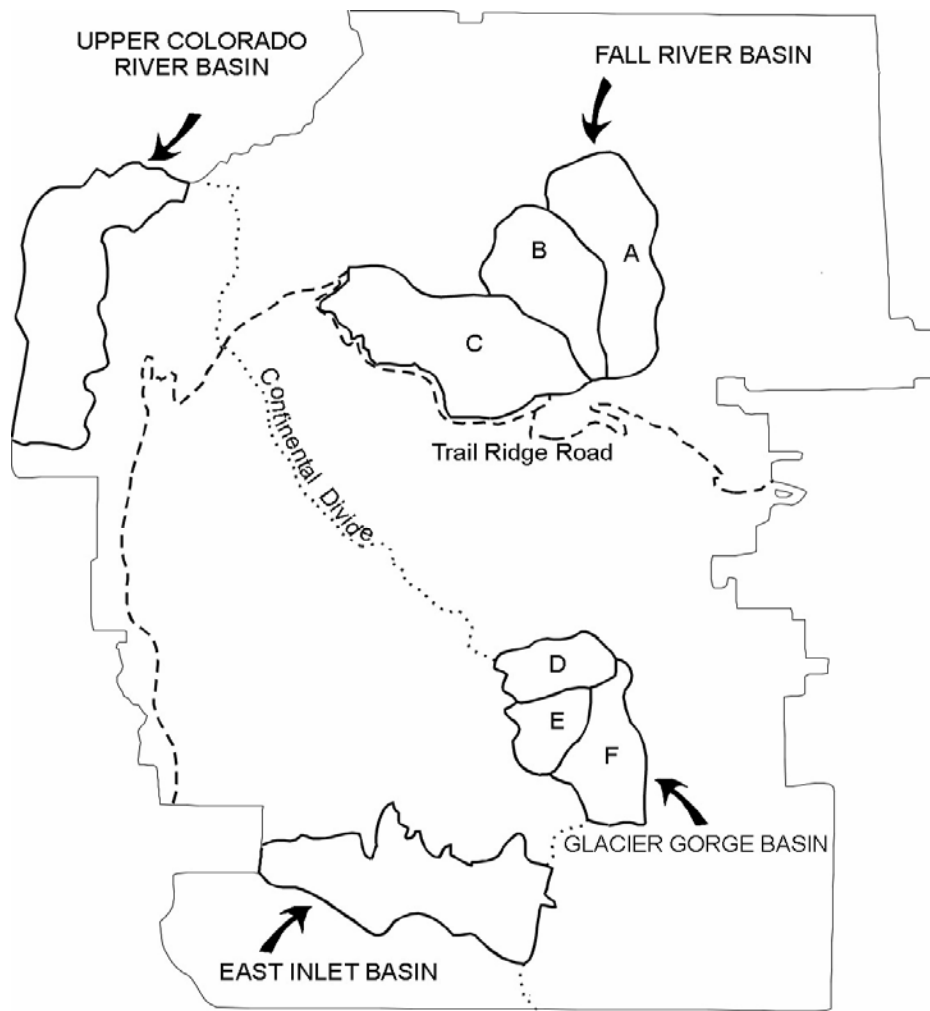 UPPER COLORADO
RIVER BASIN
FALL RIVER BASIN
A
B
C
Trail Ridge Road
Continental Divide
D
E
F
GLACIER GORGE BASIN
EAST INLET BASIN